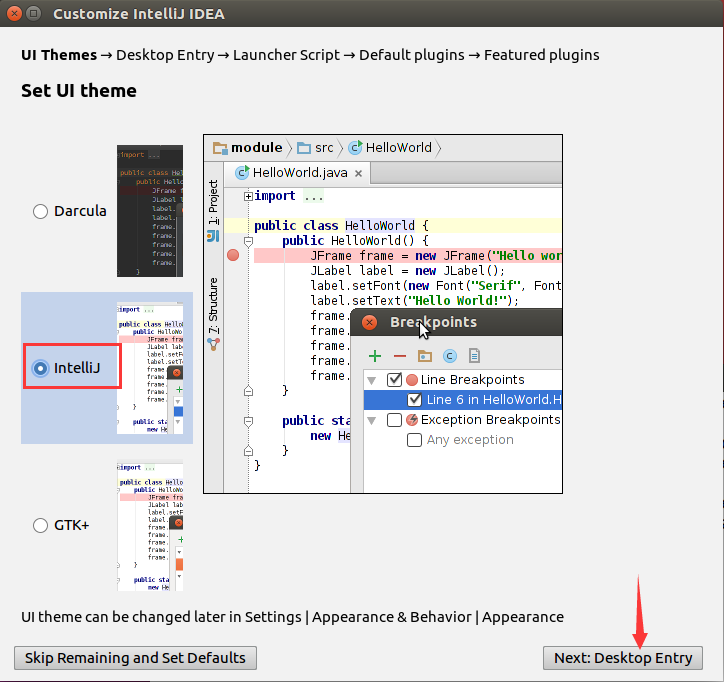 Customize IntelliJ IDEA
UI Themes → Desktop Entry → Launcher Script → Default plugins → Featured plugins
Set UI theme
Darcula
IntelliJ
GTK+
module src HelloWorld
HelloWorld.java ×
1: Project
7: Structure
import ...
public class HelloWorld {
public HelloWorld() {
JFrame frame = new JFrame("Hello wor
JLabel label = new JLabel();
label.setFont(new Font("Serif", Font
label.setText("Hello World!");
frame.
frame.
frame.
frame.
frame.
}
public sta
new He
}
}
Breakpoints
Line Breakpoints
Line 6 in HelloWorld.H
Exception Breakpoints
Any exception
UI theme can be changed later in Settings | Appearance & Behavior | Appearance
Skip Remaining and Set Defaults
Next: Desktop Entry